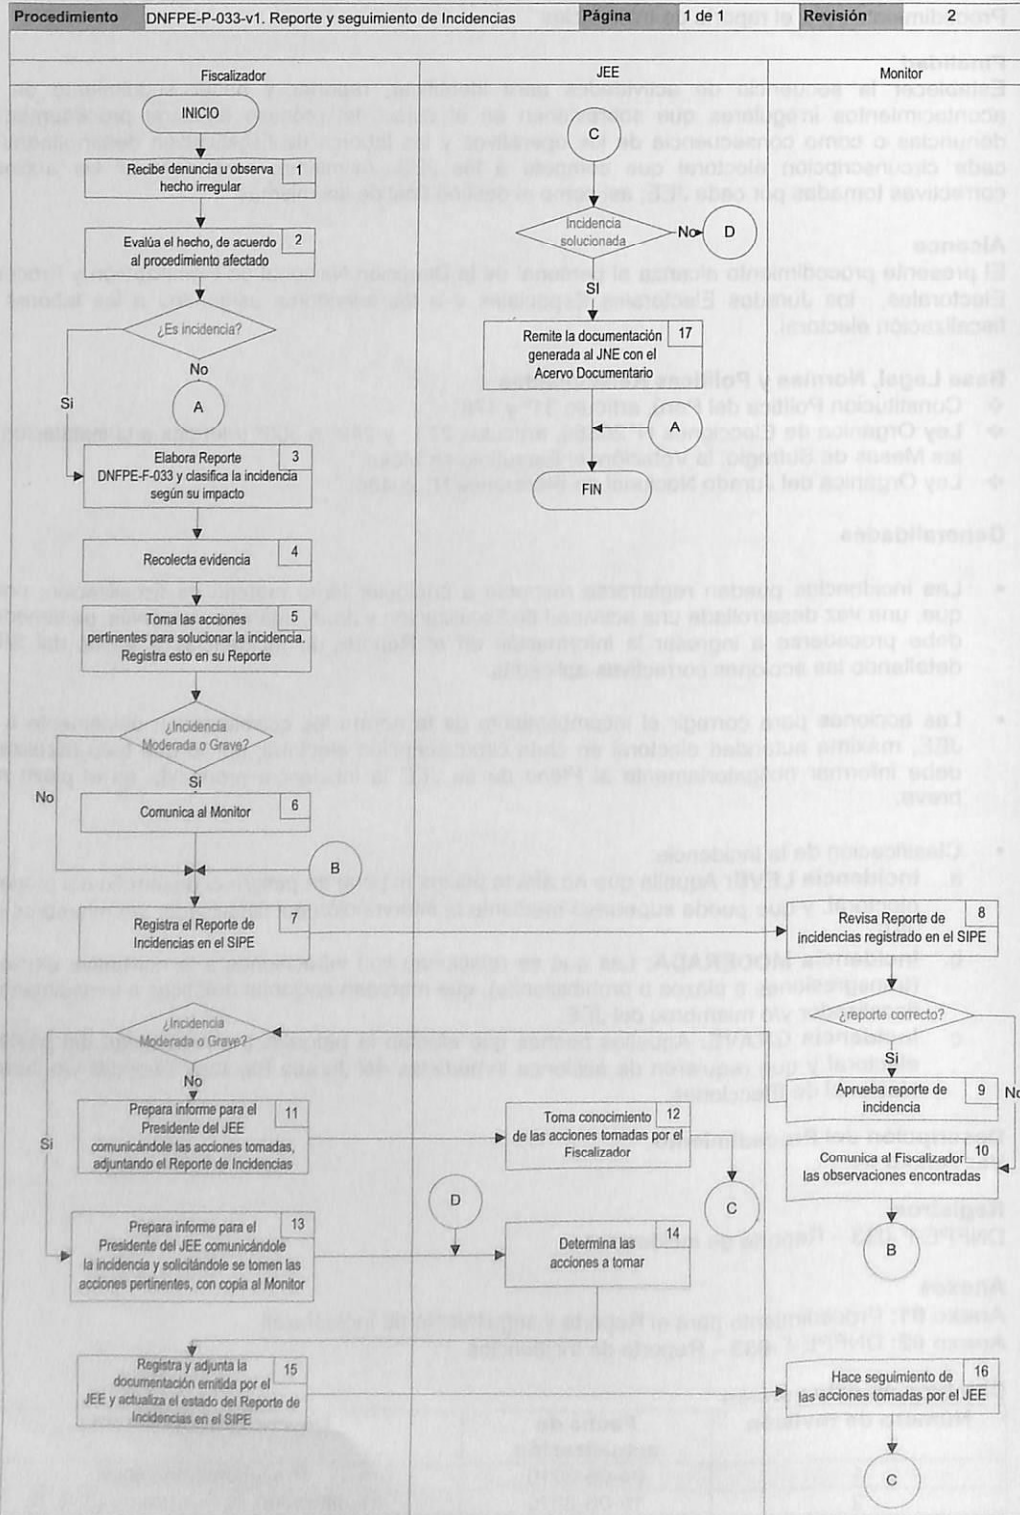 Procedimiento DNFPE-P-033-v1. Reporte y seguimiento de Incidencias Página 1 de 1 Revisión 2
Fiscalizador
JEE
Monitor
INICIO
1
Recibe denuncia u observa
hecho irregular
2
Evalúa el hecho, de acuerdo
al procedimiento afectado
¿Es incidencia?
No
Si
A
3
Elabora Reporte
DNFPE-F-033 y clasifica la incidencia
según su impacto
4
Recolecta evidencia
5
Toma las acciones
pertinentes para solucionar la incidencia.
Registra esto en su Reporte
¿Incidencia
Moderada o Grave?
No
Si
6
Comunica al Monitor
B
7
Registra el Reporte de
Incidencias en el SIPE
¿Incidencia
Moderada o Grave?
No
Si
11
Prepara informe para el
Presidente del JEE
comunicándole las acciones tomadas,
adjuntando el Reporte de Incidencias
13
Prepara informe para el
Presidente del JEE comunicándole
la incidencia y solicitándole se tomen las
acciones pertinentes, con copia al Monitor
15
Registra y adjunta la
documentación emitida por el
JEE y actualiza el estado del Reporte de
Incidencias en el SIPE
C
Incidencia
solucionada
No
D
SI
17
Remite la documentación
generada al JNE con el
Acervo Documentario
A
FIN
12
Toma conocimiento
de las acciones tomadas por el
Fiscalizador
C
D
14
Determina las
acciones a tomar
8
Revisa Reporte de
incidencias registrado en el SIPE
¿reporte correcto?
Si
No
9
Aprueba reporte de
incidencia
10
Comunica al Fiscalizador
las observaciones encontradas
B
16
Hace seguimiento de
las acciones tomadas por el JEE
C